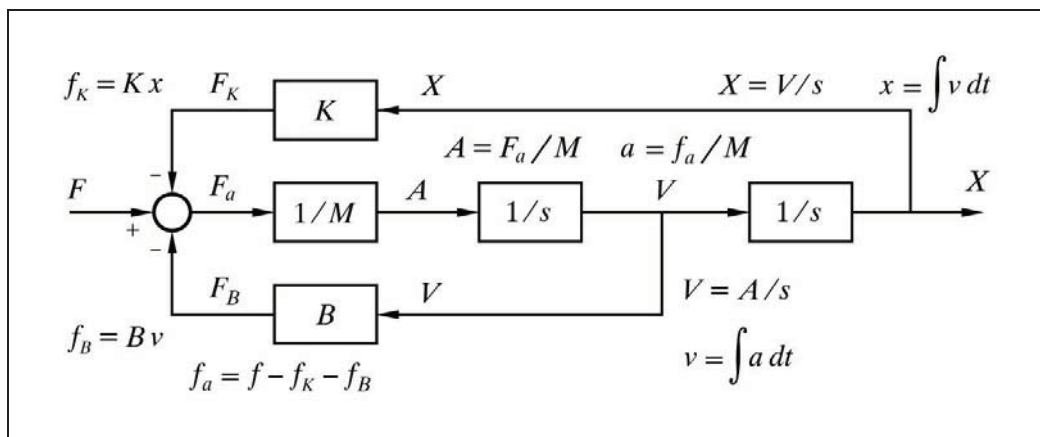 f_K = K x F_K X X = V/s x = ∫v dt
K
A = F_a/M a = f_a/M
−
F F_a 1/M A 1/s V 1/s X
+
−
F_B B V V = A/s
f_B = B v v = ∫a dt
f_a = f − f_K − f_B